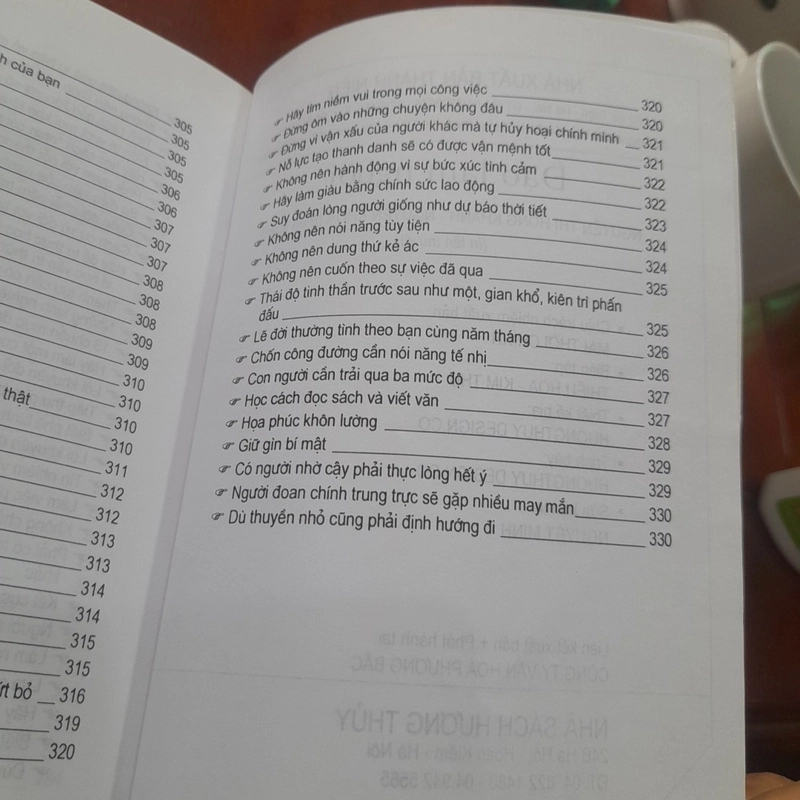 h của bạn
305
305
305
305
306
306
307
307
307
308
308
308
309
309
310
thật 310
310
311
312
312
313
313
314
314
315
315
ứt bỏ 316
319
320
☞ Hãy tìm niềm vui trong mọi công việc 320
☞ Đừng ôm vào những chuyện không đâu 320
☞ Đừng vì vận xấu của người khác mà tự hủy hoại chính mình 321
☞ Nỗ lực tạo thanh danh sẽ có được vận mệnh tốt 321
☞ Không nên hành động vì sự bức xúc tình cảm 322
☞ Hãy làm giàu bằng chính sức lao động 322
☞ Suy đoán lòng người giống như dự báo thời tiết 323
☞ Không nên nói năng tùy tiện 324
☞ Không nên dung thứ kẻ ác 324
☞ Không nên cuốn theo sự việc đã qua 325
☞ Thái độ tinh thần trước sau như một, gian khổ, kiên trì phấn
đấu 325
☞ Lẽ đời thường tình theo bạn cùng năm tháng 326
☞ Chốn công đường cần nói năng tế nhị 326
☞ Con người cần trải qua ba mức độ 327
☞ Học cách đọc sách và viết văn 327
☞ Họa phúc khôn lường 328
☞ Giữ gìn bí mật 329
☞ Có người nhờ cậy phải thực lòng hết ý 329
☞ Người đoan chính trung trực sẽ gặp nhiều may mắn 330
☞ Dù thuyền nhỏ cũng phải định hướng đi 330